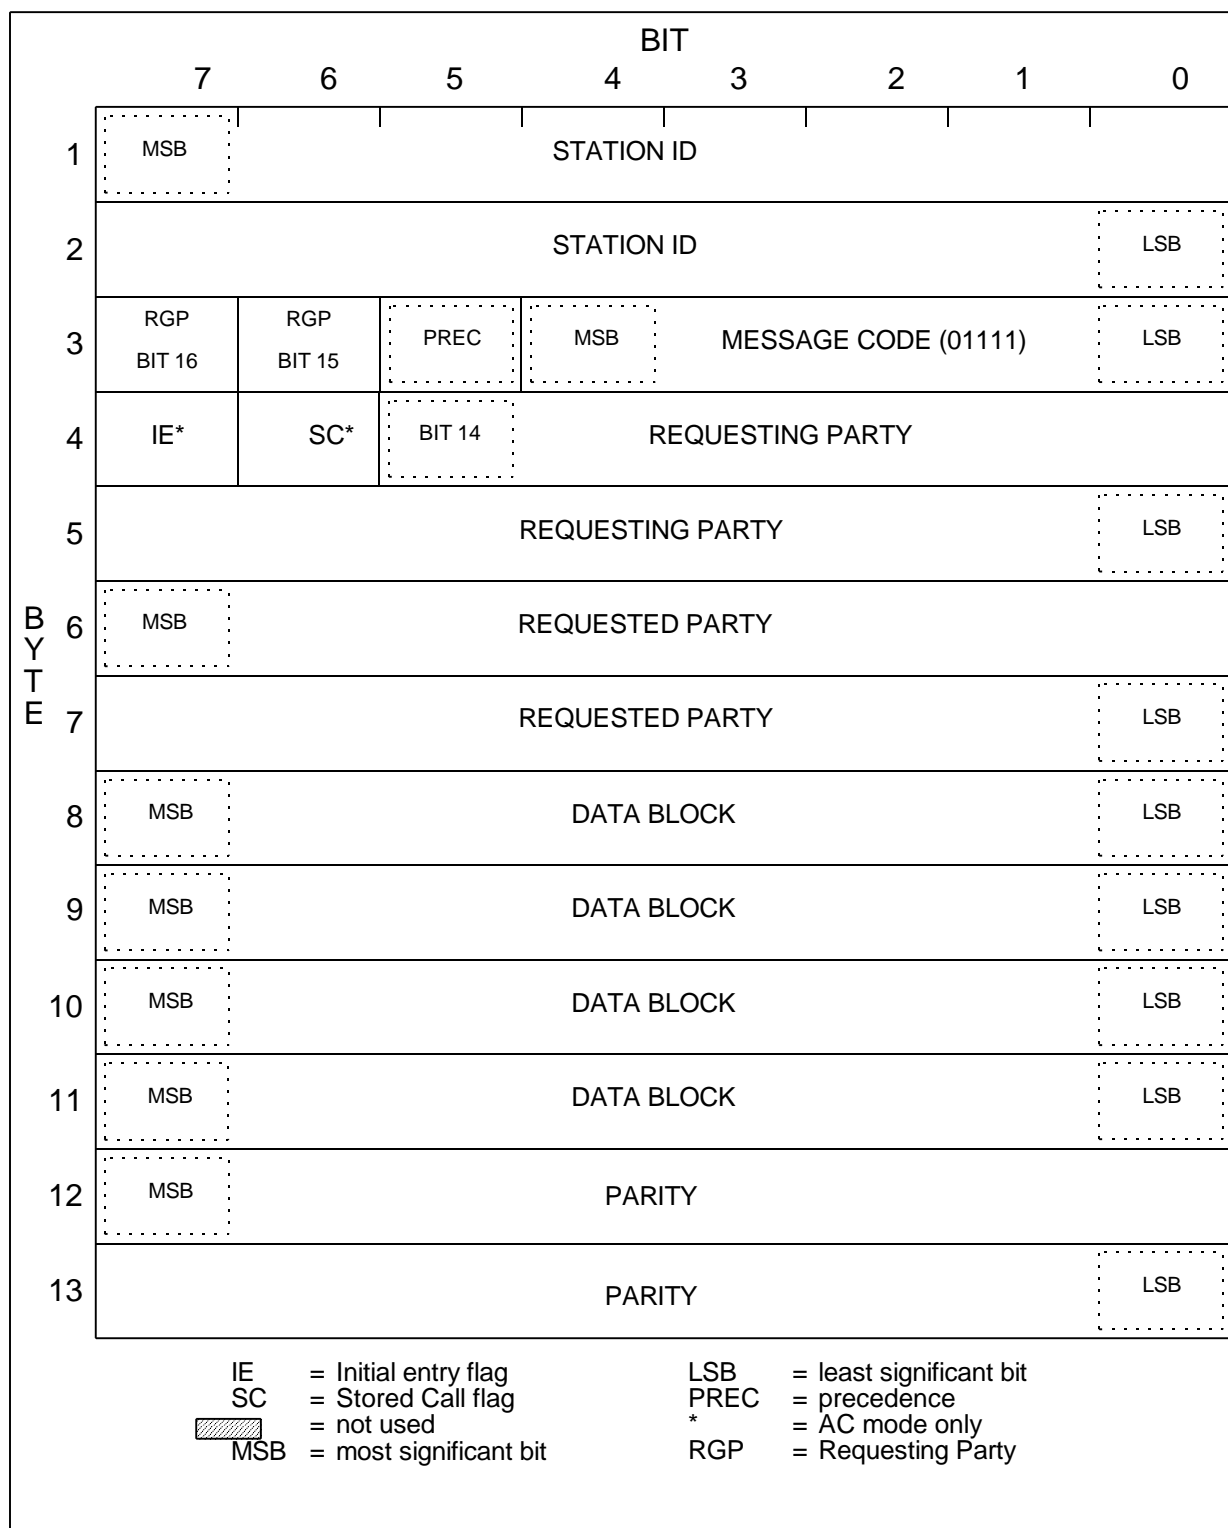 BIT
7 6 5 4 3 2 1 0
1 MSB STATION ID
2 STATION ID LSB
3 RGP BIT 16 RGP BIT 15 PREC MSB MESSAGE CODE (01111) LSB
4 IE* SC* BIT 14 REQUESTING PARTY
5 REQUESTING PARTY LSB
BYTE
6 MSB REQUESTED PARTY
7 REQUESTED PARTY LSB
8 MSB DATA BLOCK LSB
9 MSB DATA BLOCK LSB
10 MSB DATA BLOCK LSB
11 MSB DATA BLOCK LSB
12 MSB PARITY
13 PARITY LSB
IE = Initial entry flag LSB = least significant bit
SC = Stored Call flag PREC = precedence
= not used * = AC mode only
MSB = most significant bit RGP = Requesting Party